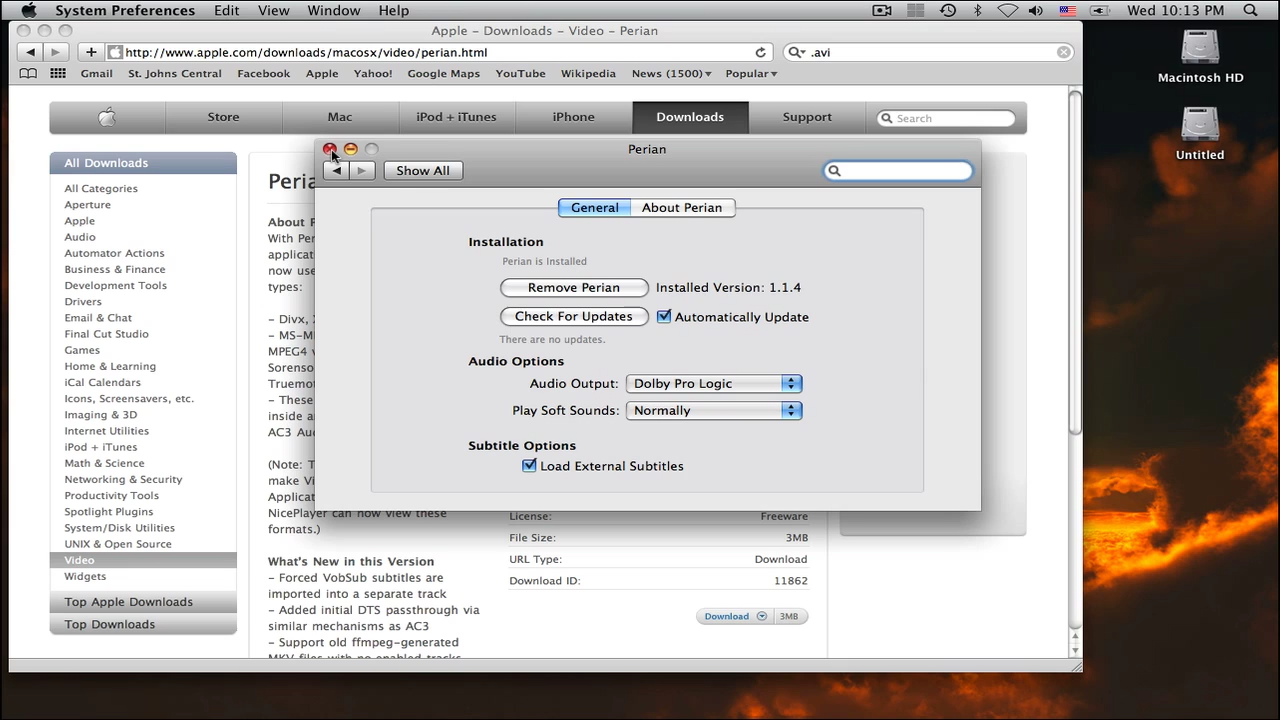 System Preferences Edit View Window Help Wed 10:13 PM
Apple – Downloads – Video – Perian
http://www.apple.com/downloads/macosx/video/perian.html
.avi
Gmail St. Johns Central Facebook Apple Yahoo! Google Maps YouTube Wikipedia News (1500) Popular
Macintosh HD
Untitled
Store Mac iPod + iTunes iPhone Downloads Support Search
All Downloads
All Categories
Aperture
Apple
Audio
Automator Actions
Business & Finance
Development Tools
Drivers
Email & Chat
Final Cut Studio
Games
Home & Learning
iCal Calendars
Icons, Screensavers, etc.
Imaging & 3D
Internet Utilities
iPod + iTunes
Math & Science
Networking & Security
Productivity Tools
Shopping Plugins
System/Disk Utilities
UNIX & Open Source
Video
Widgets
Top Apple Downloads
Top Downloads
Perian
Show All
General About Perian
Installation
Perian is Installed
Remove Perian Installed Version: 1.1.4
Check For Updates Automatically Update
There are no updates.
Audio Options
Audio Output: Dolby Pro Logic
Play Soft Sounds: Normally
Subtitle Options
Load External Subtitles
NicePlayer can now view these
formats.)
What's New in this Version
– Forced VobSub subtitles are
imported into a separate track
– Added initial DTS passthrough via
similar mechanisms as AC3
– Support old ffmpeg-generated
MKV files with no enabled tracks
License: Freeware
File Size: 3MB
URL Type: Download
Download ID: 11862
Download 3MB